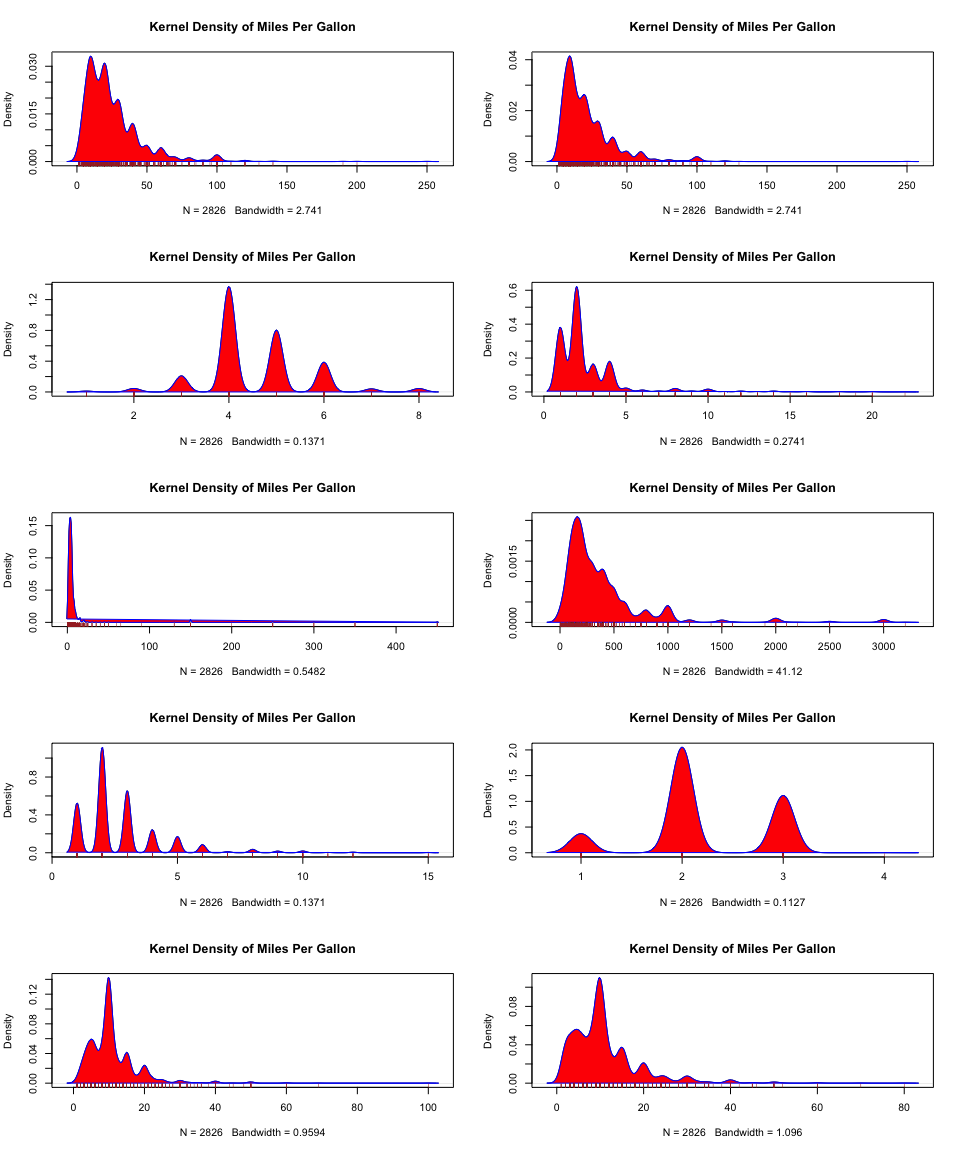 Kernel Density of Miles Per Gallon
Density
0.000 0.015 0.030
0 50 100 150 200 250
N = 2826 Bandwidth = 2.741
Kernel Density of Miles Per Gallon
Density
0.00 0.02 0.04
0 50 100 150 200 250
N = 2826 Bandwidth = 2.741
Kernel Density of Miles Per Gallon
Density
0.0 0.4 0.8 1.2
2 4 6 8
N = 2826 Bandwidth = 0.1371
Kernel Density of Miles Per Gallon
Density
0.0 0.2 0.4 0.6
0 5 10 15 20
N = 2826 Bandwidth = 0.2741
Kernel Density of Miles Per Gallon
Density
0.00 0.05 0.10 0.15
0 100 200 300 400
N = 2826 Bandwidth = 0.5482
Kernel Density of Miles Per Gallon
Density
0.0000 0.0015
0 500 1000 1500 2000 2500 3000
N = 2826 Bandwidth = 41.12
Kernel Density of Miles Per Gallon
Density
0.0 0.4 0.8
0 5 10 15
N = 2826 Bandwidth = 0.1371
Kernel Density of Miles Per Gallon
Density
0.0 0.5 1.0 1.5 2.0
1 2 3 4
N = 2826 Bandwidth = 0.1127
Kernel Density of Miles Per Gallon
Density
0.00 0.04 0.08 0.12
0 20 40 60 80 100
N = 2826 Bandwidth = 0.9594
Kernel Density of Miles Per Gallon
Density
0.00 0.04 0.08
0 20 40 60 80
N = 2826 Bandwidth = 1.096